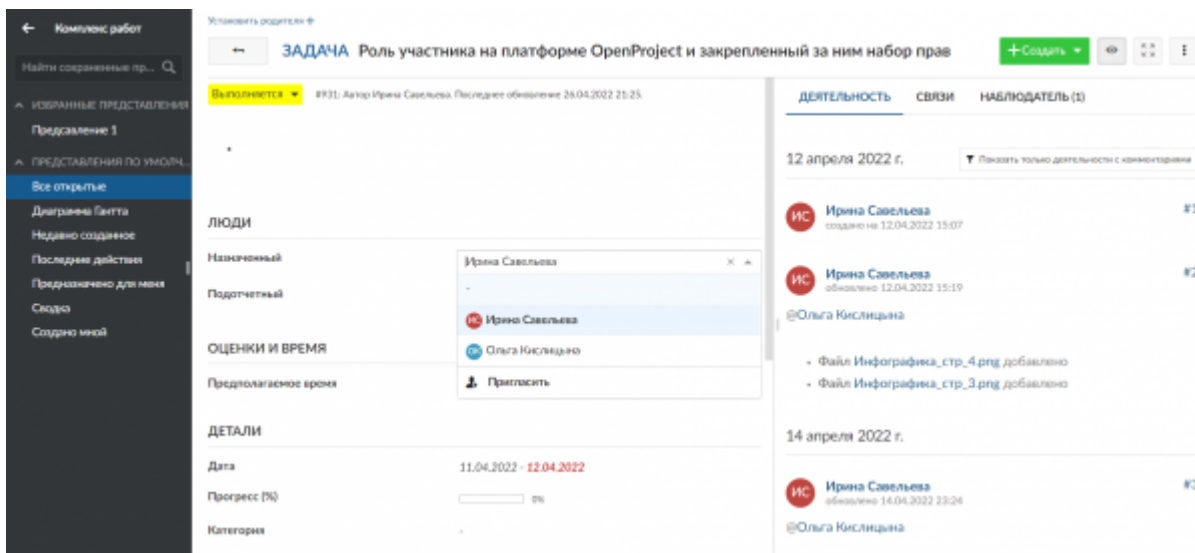 Комплекс работ
Найти сохраненные пр...
ИЗБРАННЫЕ ПРЕДСТАВЛЕНИЯ
Предсавление 1
ПРЕДСТАВЛЕНИЯ ПО УМОЛЧ...
Все открытые
Диаграмма Гантта
Недавно созданное
Последние действия
Предназначено для меня
Сводка
Создано мной
Установить родителя +
ЗАДАЧА Роль участника на платформе OpenProject и закрепленный за ним набор прав
+ Создать
Выполняется #931: Автор Ирина Савельева. Последнее обновление 26.04.2022 21:25.
ЛЮДИ
Назначенный
Ирина Савельева
-
Подотчетный
Ирина Савельева
Ольга Кислицына
Пригласить
ОЦЕНКИ И ВРЕМЯ
Предполагаемое время
ДЕТАЛИ
Дата 11.04.2022 - 12.04.2022
Прогресс (%) 0%
Категория -
ДЕЯТЕЛЬНОСТЬ СВЯЗИ НАБЛЮДАТЕЛЬ (1)
12 апреля 2022 г. Показать только деятельности с комментариями
ИС Ирина Савельева #1
создано на 12.04.2022 15:07
ИС Ирина Савельева #2
обновлено 12.04.2022 15:19
@Ольга Кислицына
Файл Инфографика_стр_4.png добавлено
Файл Инфографика_стр_3.png добавлено
14 апреля 2022 г.
ИС Ирина Савельева #3
обновлено 14.04.2022 23:24
@Ольга Кислицына